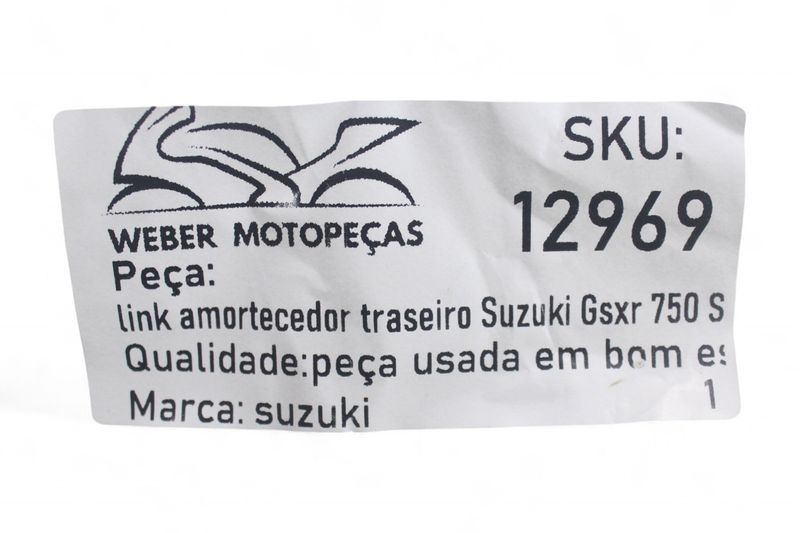 SKU:
12969
WEBER MOTOPEÇAS
Peça:
link amortecedor traseiro Suzuki Gsxr 750 S
Qualidade:peça usada em bom es
Marca: suzuki
1